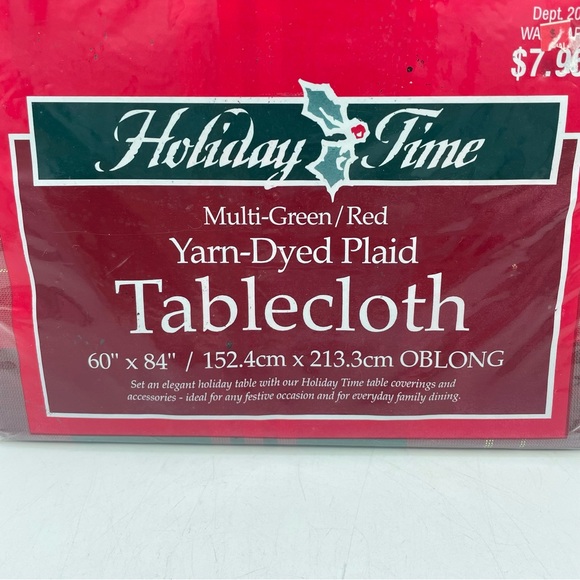 Dept. 20
$7.96
Holiday Time
Multi-Green/Red
Yarn-Dyed Plaid
Tablecloth
60" x 84" / 152.4cm x 213.3cm OBLONG
Set an elegant holiday table with our Holiday Time table coverings and
accessories - ideal for any festive occasion and for everyday family dining.